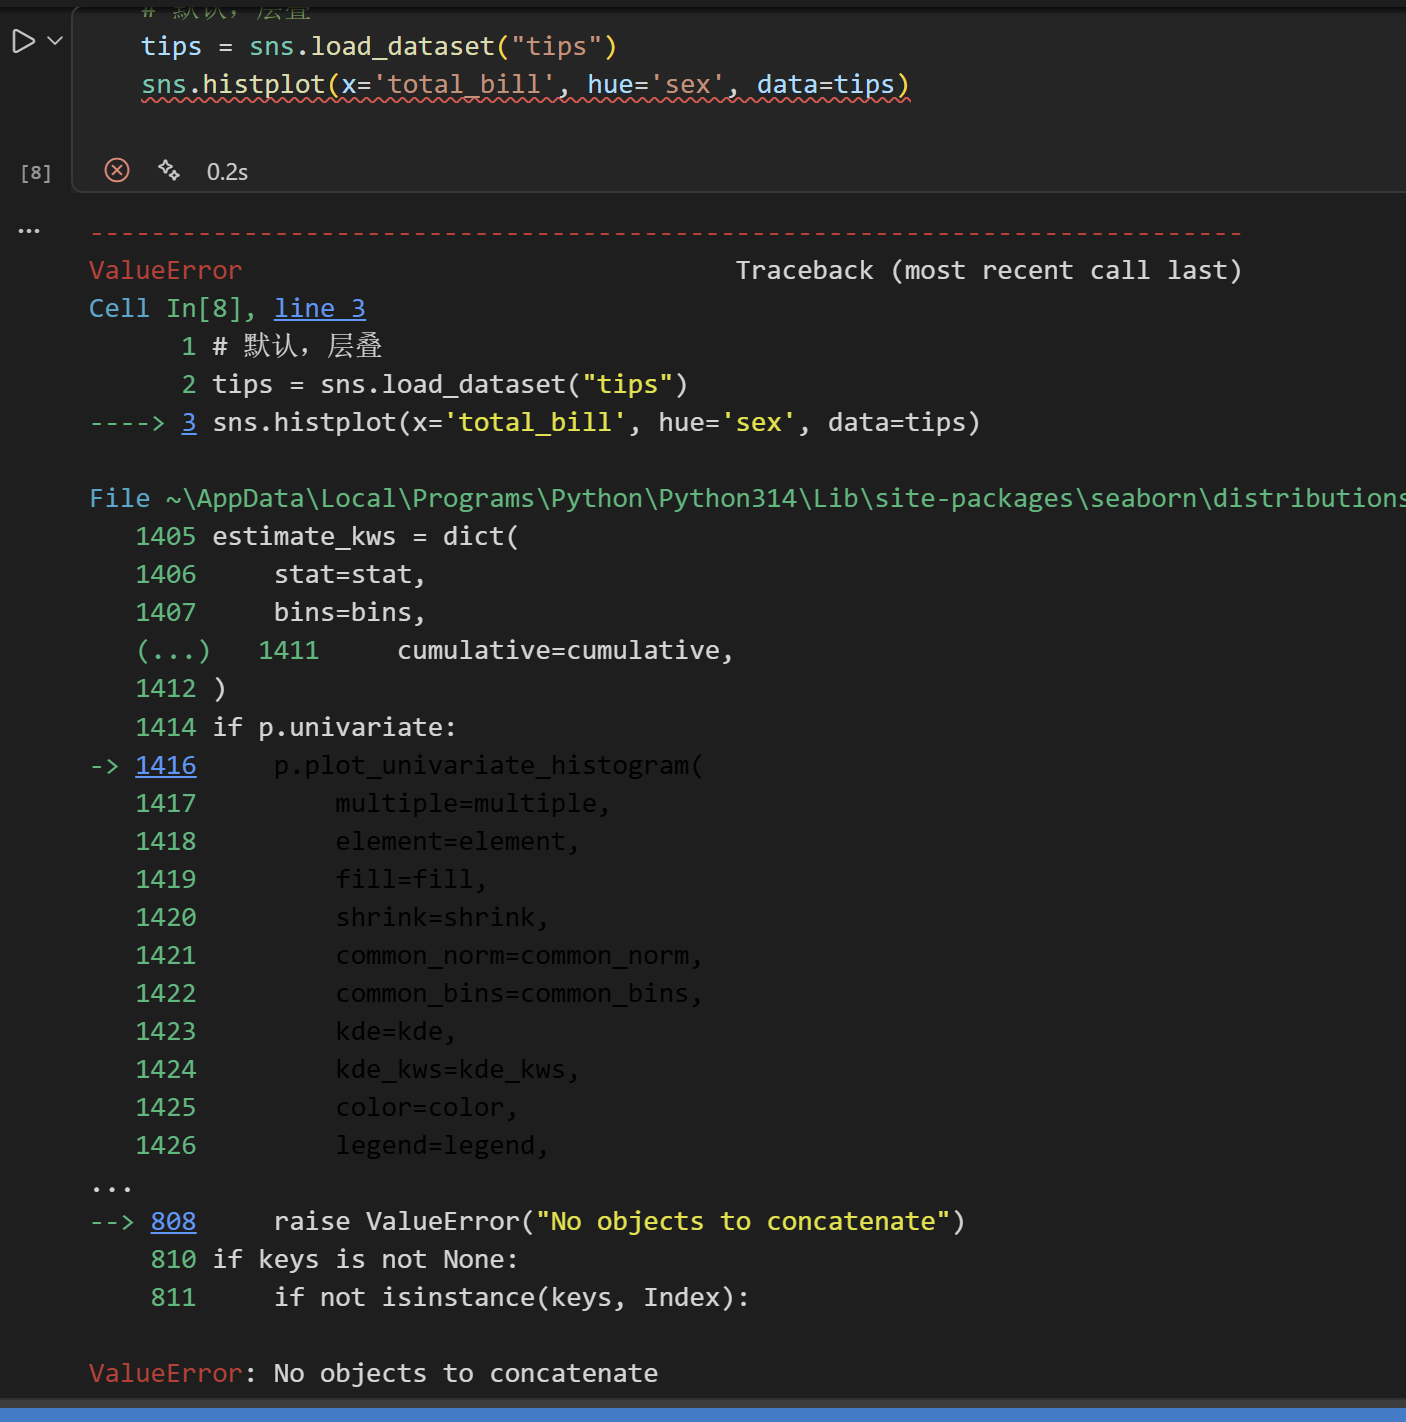 # 默认，层叠
tips = sns.load_dataset("tips")
sns.histplot(x='total_bill', hue='sex', data=tips)
[8]
0.2s
...
---------------------------------------------------------------------------
ValueError                                Traceback (most recent call last)
Cell In[8], line 3
      1 # 默认，层叠
      2 tips = sns.load_dataset("tips")
----> 3 sns.histplot(x='total_bill', hue='sex', data=tips)
File ~\AppData\Local\Programs\Python\Python314\Lib\site-packages\seaborn\distributions
   1405 estimate_kws = dict(
   1406     stat=stat,
   1407     bins=bins,
   (...)   1411     cumulative=cumulative,
   1412 )
   1414 if p.univariate:
-> 1416     p.plot_univariate_histogram(
   1417         multiple=multiple,
   1418         element=element,
   1419         fill=fill,
   1420         shrink=shrink,
   1421         common_norm=common_norm,
   1422         common_bins=common_bins,
   1423         kde=kde,
   1424         kde_kws=kde_kws,
   1425         color=color,
   1426         legend=legend,
...
--> 808     raise ValueError("No objects to concatenate")
    810 if keys is not None:
    811     if not isinstance(keys, Index):
ValueError: No objects to concatenate